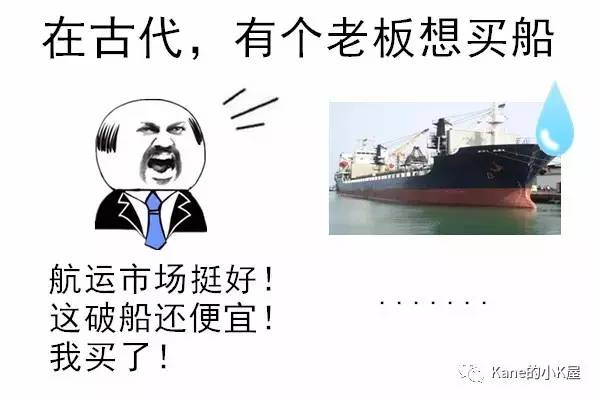 在古代，有个老板想买船
航运市场挺好！
这破船还便宜！
我买了！
.......
Kane的小K屋